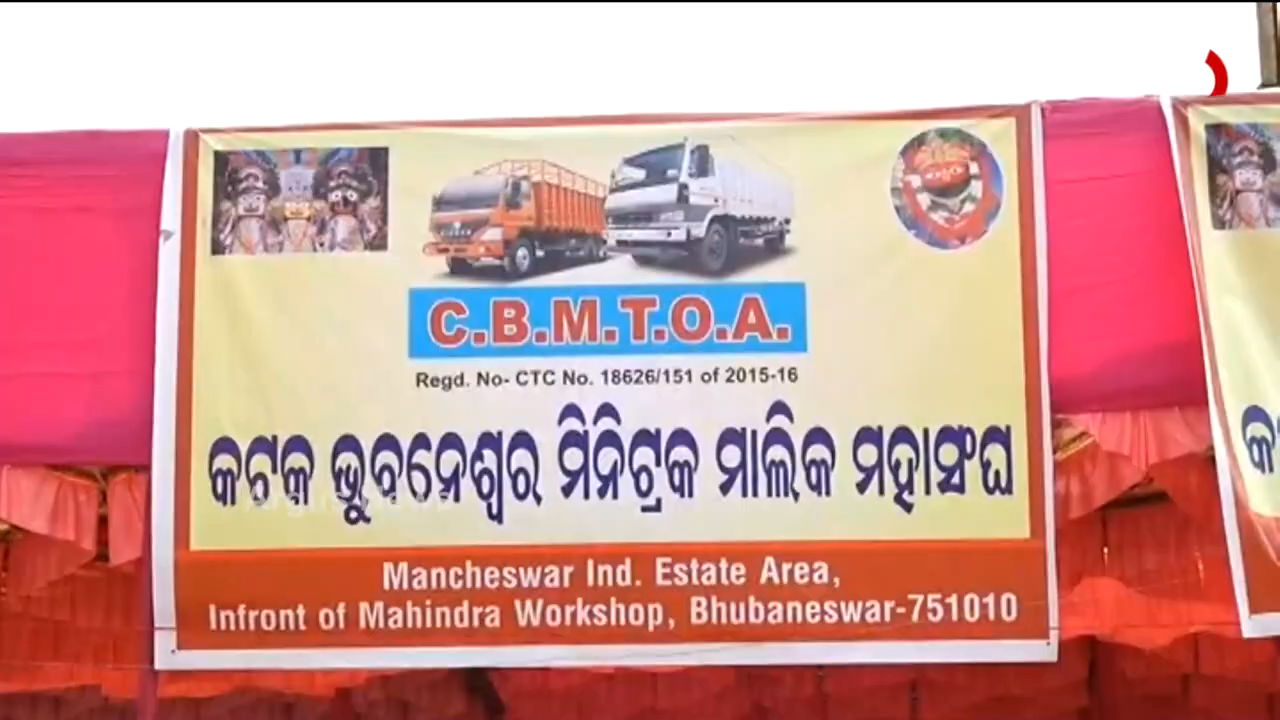 C.B.M.T.O.A.
Regd. No- CTC No. 18626/151 of 2015-16
କଟକ ଭୁବନେଶ୍ୱର ମିନିଟ୍ରକ ମାଲିକ ମହାସଂଘ
Mancheswar Ind. Estate Area,
Infront of Mahindra Workshop, Bhubaneswar-751010